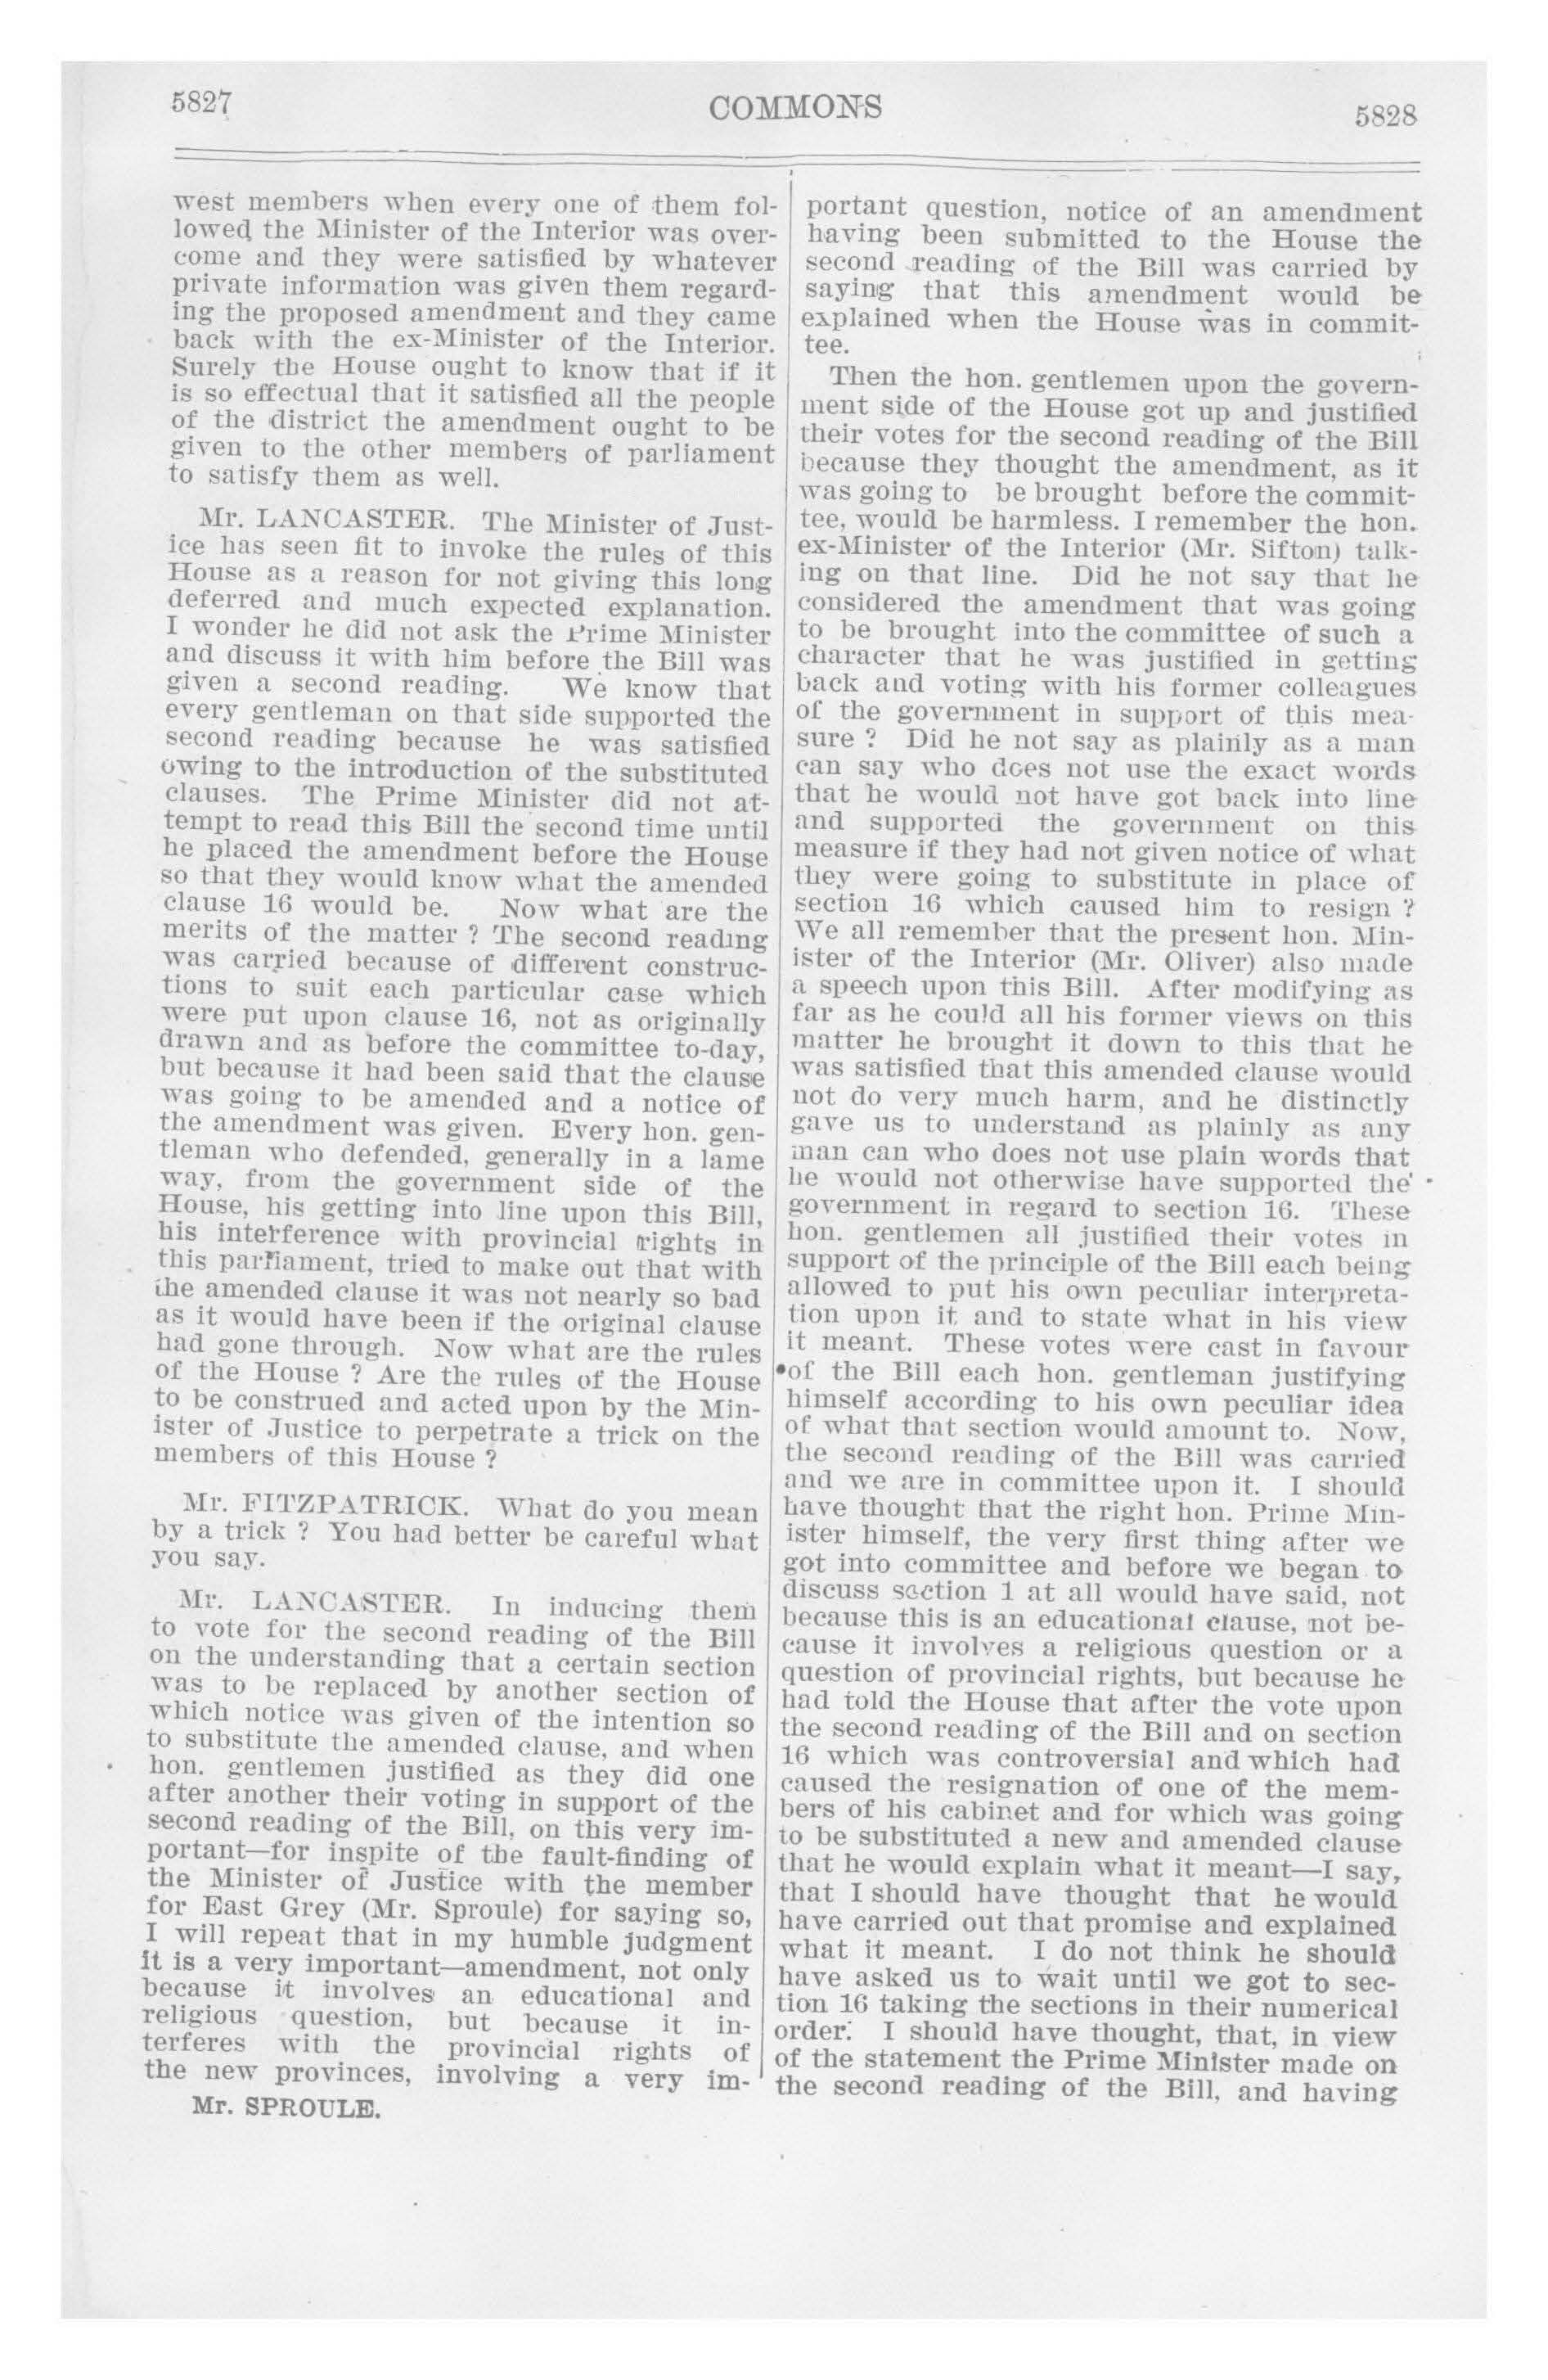 5827
COMMONS
5828
west members when every one of them fol-
lowed the Minister of the Interior was over-
come and they were satisfied by whatever
private information was given them regard-
ing the proposed amendment and they came
back with the ex-Minister of the Interior.
Surely the House ought to know that if it
is so effectual that it satisfied all the people
of the district the amendment ought to be
given to the other members of parliament
to satisfy them as well.
Mr. LANCASTER. The Minister of Just-
ice has seen fit to invoke the rules of this
House as a reason for not giving this long
deferred and much expected explanation.
I wonder he did not ask the Prime Minister
and discuss it with him before the Bill was
given a second reading. We know that
every gentleman on that side supported the
second reading because he was satisfied
owing to the introduction of the substituted
clauses. The Prime Minister did not at-
tempt to read this Bill the second time until
he placed the amendment before the House
so that they would know what the amended
clause 16 would be. Now what are the
merits of the matter ? The second reading
was carried because of different construc-
tions to suit each particular case which
were put upon clause 16, not as originally
drawn and as before the committee to-day,
but because it had been said that the clause
was going to be amended and a notice of
the amendment was given. Every hon. gen-
tleman who defended, generally in a lame
way, from the government side of the
House, his getting into line upon this Bill,
his interference with provincial rights in
this parliament, tried to make out that with
the amended clause it was not nearly so bad
as it would have been if the original clause
had gone through. Now what are the rules
of the House ? Are the rules of the House
to be construed and acted upon by the Min-
ister of Justice to perpetrate a trick on the
members of this House ?
Mr. FITZPATRICK. What do you mean
by a trick ? You had better be careful what
you say.
Mr. LANCASTER. In inducing them
to vote for the second reading of the Bill
on the understanding that a certain section
was to be replaced by another section of
which notice was given of the intention so
to substitute the amended clause, and when
hon. gentlemen justified as they did one
after another their voting in support of the
second reading of the Bill, on this very im-
portant—for inspite of the fault-finding of
the Minister of Justice with the member
for East Grey (Mr. Sproule) for saying so,
I will repeat that in my humble judgment
it is a very important—amendment, not only
because it involves an educational and
religious question, but because it in-
terferes with the provincial rights of
the new provinces, involving a very im-
Mr. SPROULE.
portant question, notice of an amendment
having been submitted to the House the
second reading of the Bill was carried by
saying that this amendment would be
explained when the House was in commit-
tee.
Then the hon. gentlemen upon the govern-
ment side of the House got up and justified
their votes for the second reading of the Bill
because they thought the amendment, as it
was going to be brought before the commit-
tee, would be harmless. I remember the hon.
ex-Minister of the Interior (Mr. Sifton) talk-
ing on that line. Did he not say that he
considered the amendment that was going
to be brought into the committee of such a
character that he was justified in getting
back and voting with his former colleagues
of the government in support of this mea-
sure ? Did he not say as plainly as a man
can say who does not use the exact words
that he would not have got back into line
and supported the government on this
measure if they had not given notice of what
they were going to substitute in place of
section 16 which caused him to resign ?
We all remember that the present hon. Min-
ister of the Interior (Mr. Oliver) also made
a speech upon this Bill. After modifying as
far as he could all his former views on this
matter he brought it down to this that he
was satisfied that this amended clause would
not do very much harm, and he distinctly
gave us to understand as plainly as any
man can who does not use plain words that
he would not otherwise have supported the
government in regard to section 16. These
hon. gentlemen all justified their votes in
support of the principle of the Bill each being
allowed to put his own peculiar interpreta-
tion upon it and to state what in his view
it meant. These votes were cast in favour
of the Bill each hon. gentleman justifying
himself according to his own peculiar idea
of what that section would amount to. Now,
the second reading of the Bill was carried
and we are in committee upon it. I should
have thought that the right hon. Prime Min-
ister himself, the very first thing after we
got into committee and before we began to
discuss section 1 at all would have said, not
because this is an educational clause, not be-
cause it involves a religious question or a
question of provincial rights, but because he
had told the House that after the vote upon
the second reading of the Bill and on section
16 which was controversial and which had
caused the resignation of one of the mem-
bers of his cabinet and for which was going
to be substituted a new and amended clause
that he would explain what it meant—I say,
that I should have thought that he would
have carried out that promise and explained
what it meant. I do not think he should
have asked us to wait until we got to sec-
tion 16 taking the sections in their numerical
order. I should have thought, that, in view
of the statement the Prime Minister made on
the second reading of the Bill, and having